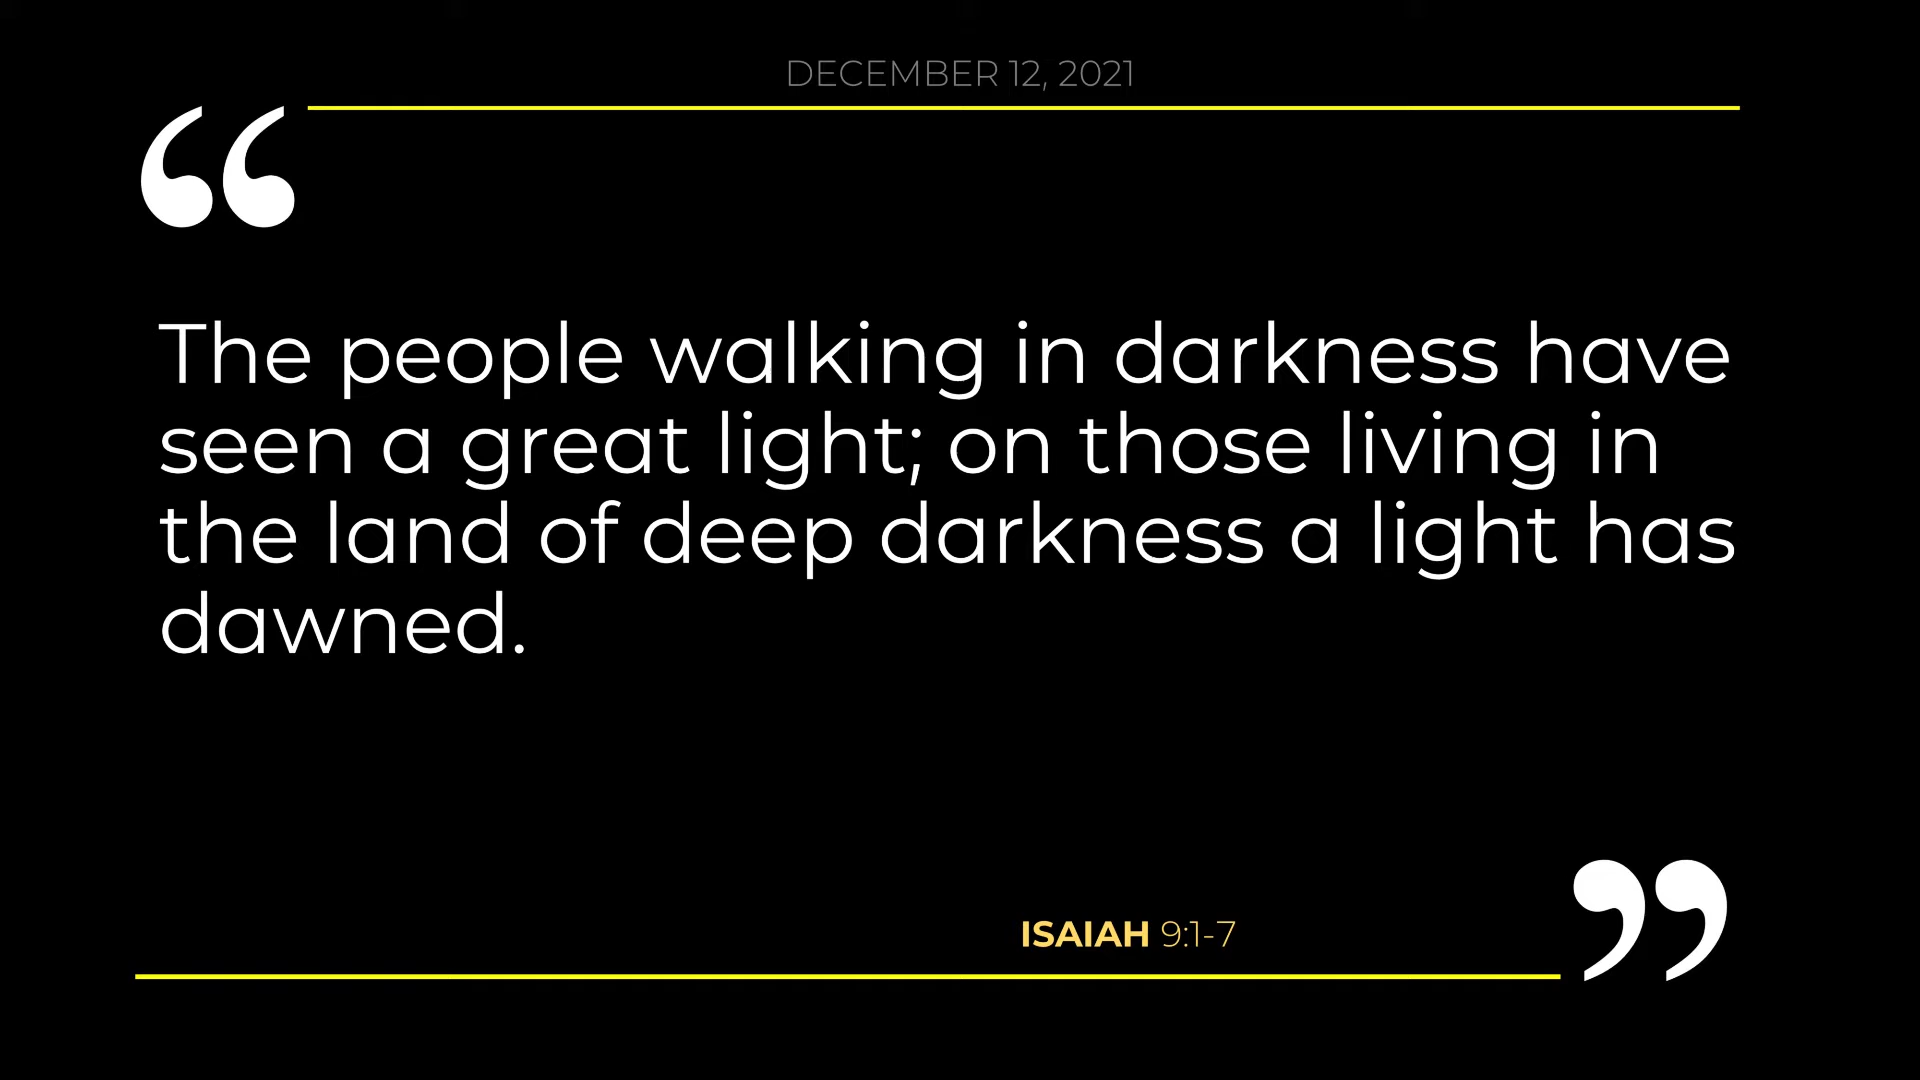 DECEMBER 12, 2021
“
The people walking in darkness have
seen a great light; on those living in
the land of deep darkness a light has
dawned.
ISAIAH 9:1-7
”